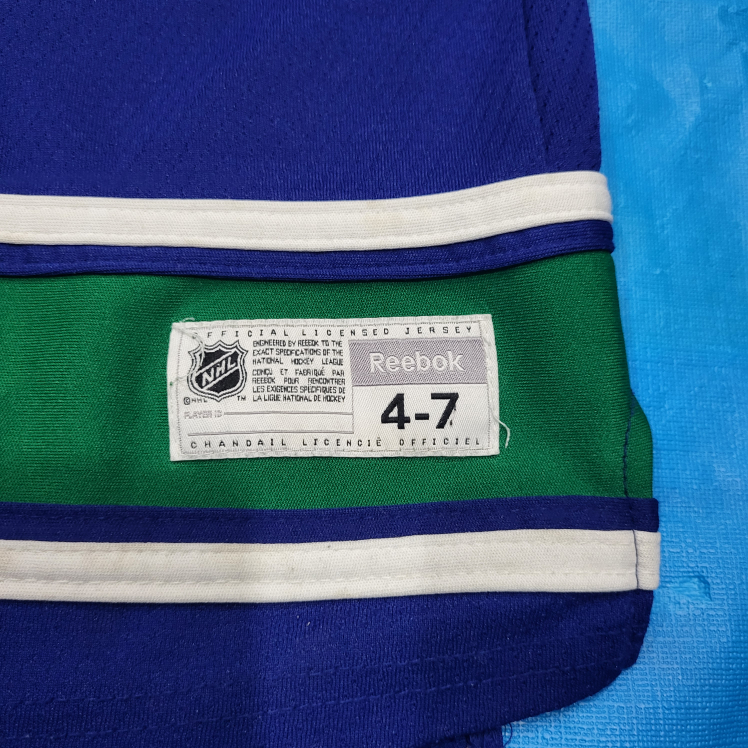 OFFICIAL LICENSED JERSEY
ENGINEERED BY REEBOK TO THE
EXACT SPECIFICATIONS OF THE
NATIONAL HOCKEY LEAGUE
CONÇU ET FABRIQUÉ PAR
REEBOK POUR RENCONTRER
LES EXIGENCES SPÉCIFIQUES DE
LA LIGUE NATIONAL DE HOCKEY
NHL
©NHL
TM
PLAYER ID
Reebok
4-7
CHANDAIL LICENCIÉ OFFICIEL